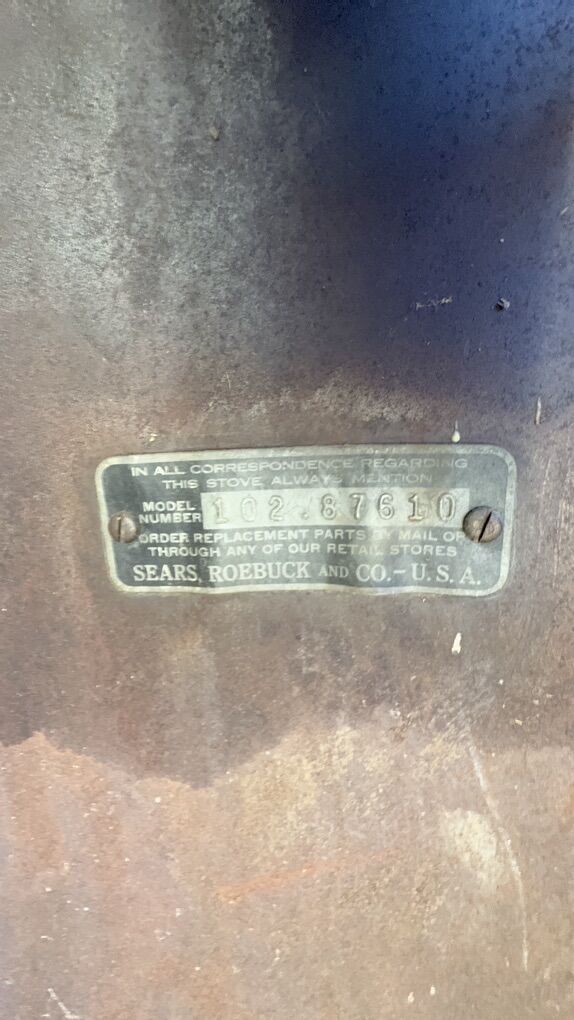 IN ALL CORRESPONDENCE REGARDING
THIS STOVE ALWAYS MENTION
MODEL NUMBER 102.87610
ORDER REPLACEMENT PARTS BY MAIL OR
THROUGH ANY OF OUR RETAIL STORES
SEARS, ROEBUCK AND CO.-U.S.A.